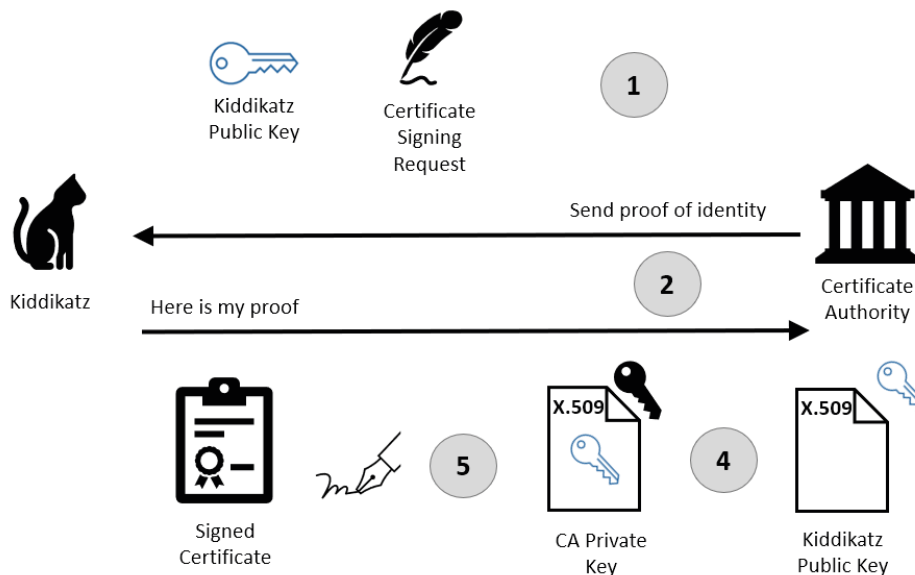 1
Kiddikatz
Public Key
Certificate
Signing
Request
Send proof of identity
Kiddikatz
2
Certificate
Authority
Here is my proof
X.509
X.509
5
4
Signed
Certificate
CA Private
Key
Kiddikatz
Public Key